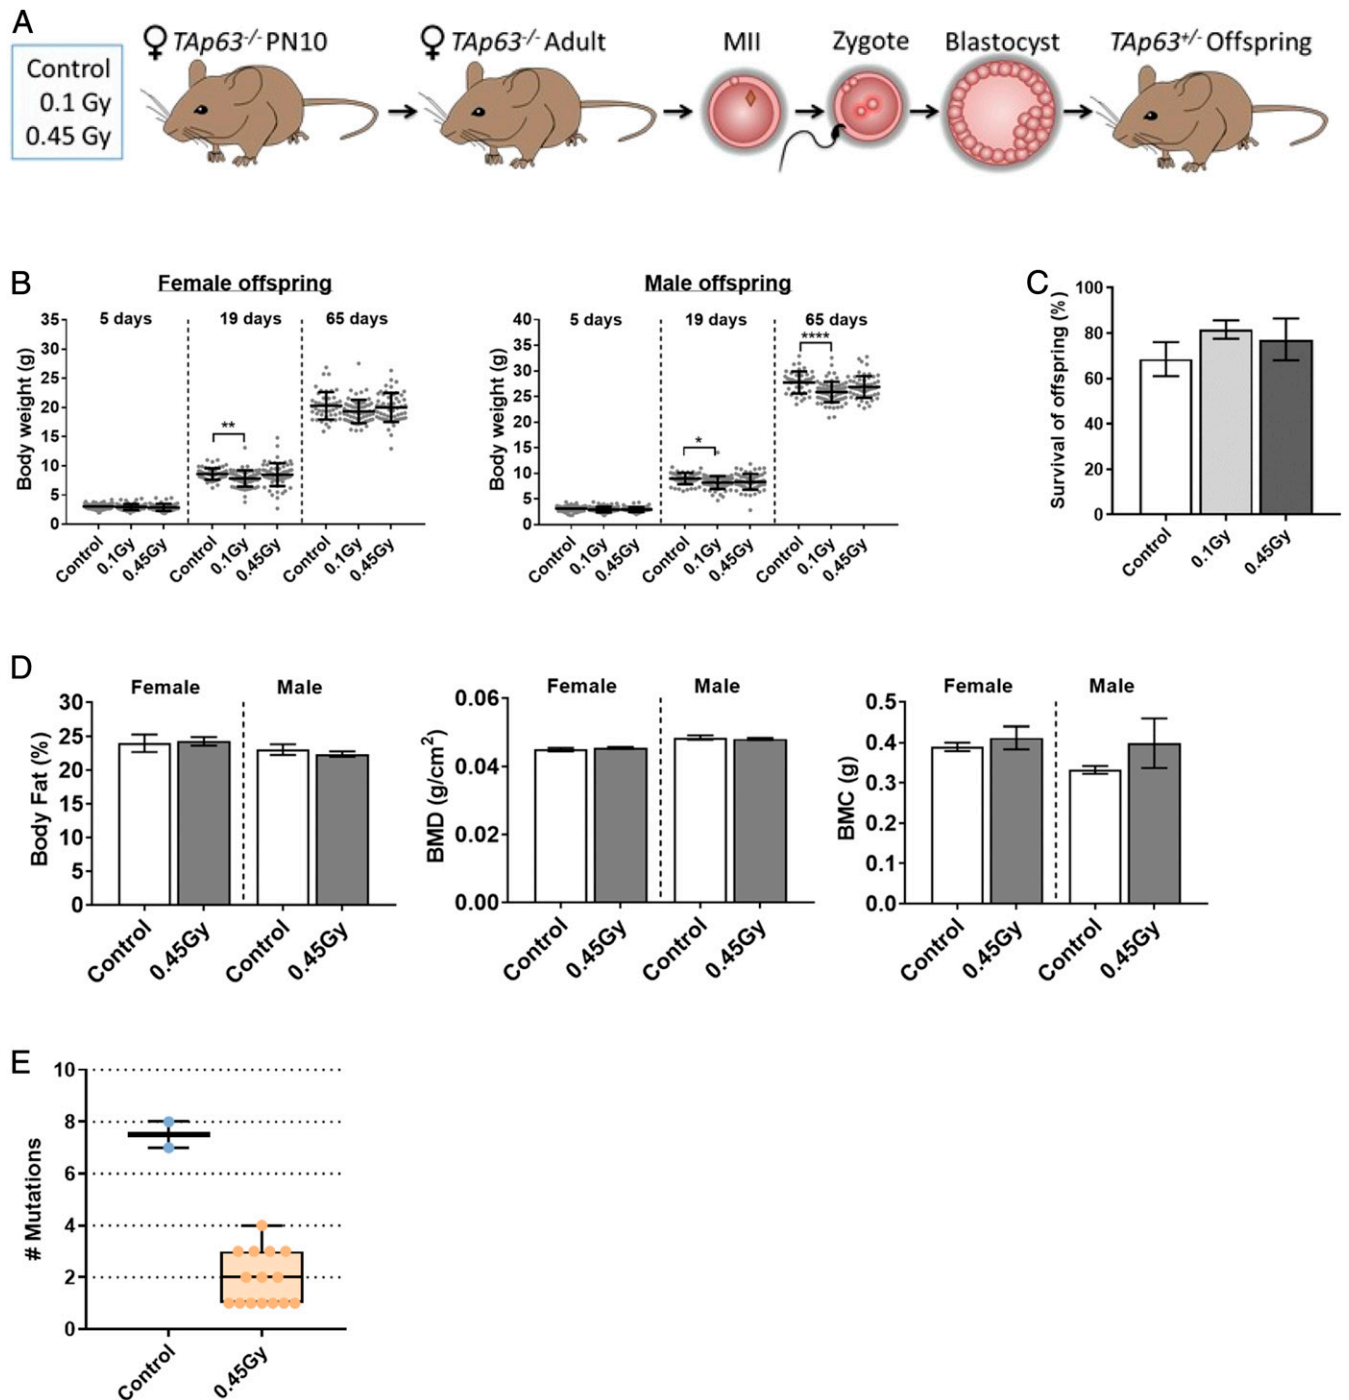 A
Control
0.1 Gy
0.45 Gy
♀ TAp63-/- PN10
♀ TAp63-/- Adult
MII
Zygote
Blastocyst
TAp63+/- Offspring
B
Female offspring
5 days
19 days
65 days
Body weight (g)
35
30
25
20
15
10
5
0
**
Control
0.1Gy
0.45Gy
Control
0.1Gy
0.45Gy
Control
0.1Gy
0.45Gy
Male offspring
5 days
19 days
65 days
Body weight (g)
40
35
30
25
20
15
10
5
0
*
****
Control
0.1Gy
0.45Gy
Control
0.1Gy
0.45Gy
Control
0.1Gy
0.45Gy
C
Survival of offspring (%)
100
80
60
40
20
0
Control
0.1Gy
0.45Gy
D
Female
Male
Body Fat (%)
30
25
20
15
10
5
0
Control
0.45Gy
Control
0.45Gy
Female
Male
BMD (g/cm2)
0.06
0.04
0.02
0.00
Control
0.45Gy
Control
0.45Gy
Female
Male
BMC (g)
0.5
0.4
0.3
0.2
0.1
0.0
Control
0.45Gy
Control
0.45Gy
E
# Mutations
10
8
6
4
2
0
Control
0.45Gy